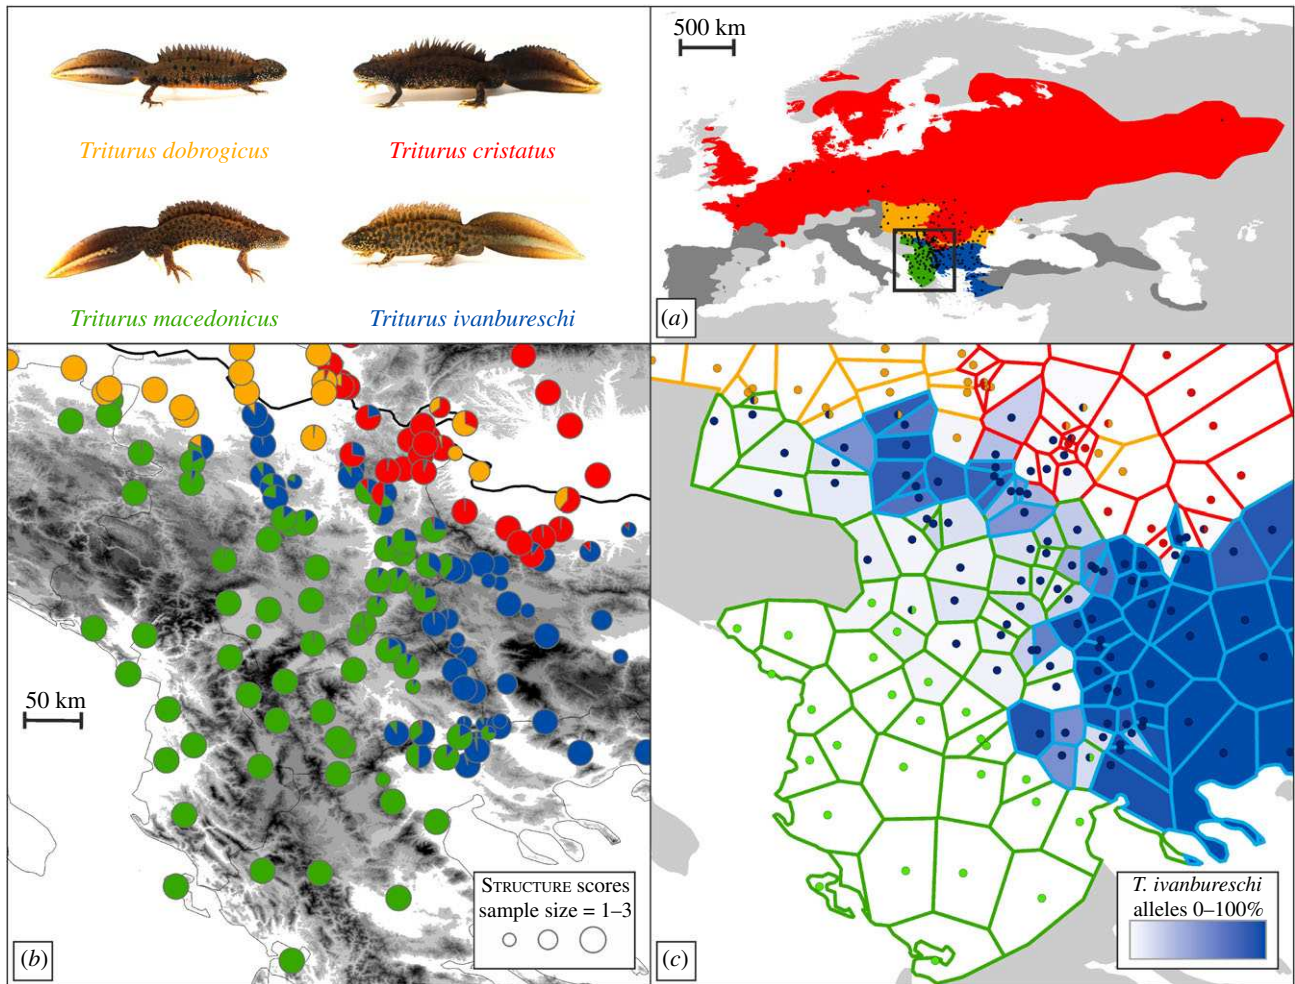 Triturus dobrogicus
Triturus cristatus
Triturus macedonicus
Triturus ivanbureschi
500 km
(a)
50 km
STRUCTURE scores
sample size = 1–3
(b)
T. ivanbureschi
alleles 0–100%
(c)